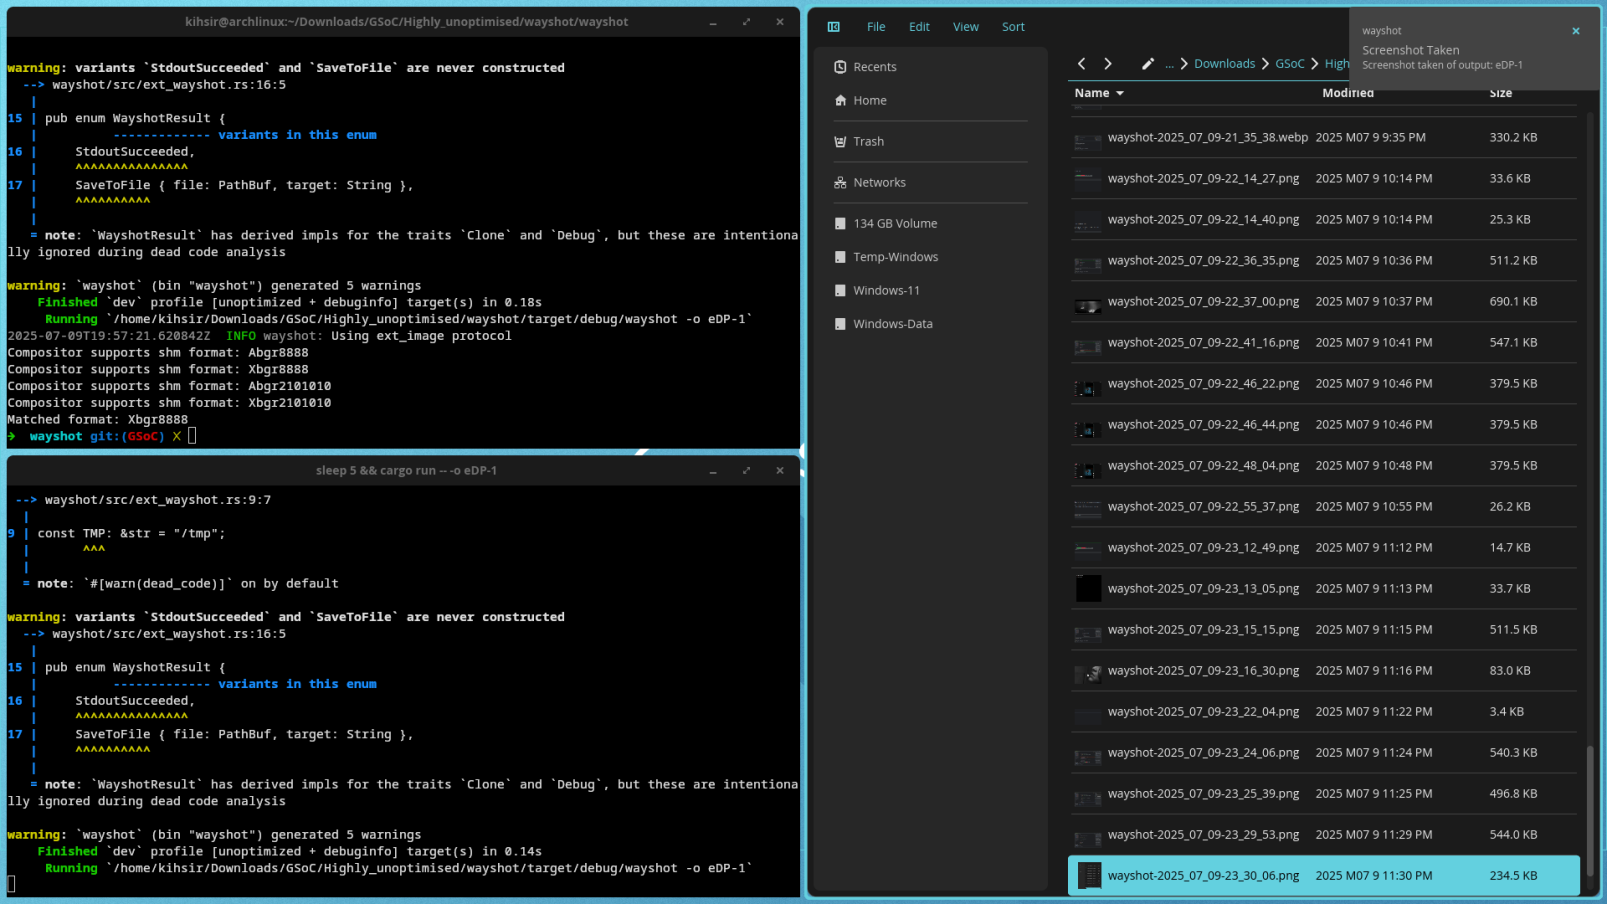 kihsir@archlinux:~/Downloads/GSoC/Highly_unoptimised/wayshot/wayshot
warning: variants `StdoutSucceeded` and `SaveToFile` are never constructed
--> wayshot/src/ext_wayshot.rs:16:5
|
15 | pub enum WayshotResult {
| ------------- variants in this enum
16 | StdoutSucceeded,
| ^^^^^^^^^^^^^^^
17 | SaveToFile { file: PathBuf, target: String },
| ^^^^^^^^^^
|
= note: `WayshotResult` has derived impls for the traits `Clone` and `Debug`, but these are intentiona
lly ignored during dead code analysis
warning: `wayshot` (bin "wayshot") generated 5 warnings
Finished `dev` profile [unoptimized + debuginfo] target(s) in 0.18s
Running `/home/kihsir/Downloads/GSoC/Highly_unoptimised/wayshot/target/debug/wayshot -o eDP-1`
2025-07-09T19:57:21.620842Z INFO wayshot: Using ext_image protocol
Compositor supports shm format: Abgr8888
Compositor supports shm format: Xbgr8888
Compositor supports shm format: Abgr2101010
Compositor supports shm format: Xbgr2101010
Matched format: Xbgr8888
→ wayshot git:(GSoC) X
sleep 5 && cargo run -- -o eDP-1
--> wayshot/src/ext_wayshot.rs:9:7
|
9 | const TMP: &str = "/tmp";
| ^^^
|
= note: `#[warn(dead_code)]` on by default
warning: variants `StdoutSucceeded` and `SaveToFile` are never constructed
--> wayshot/src/ext_wayshot.rs:16:5
|
15 | pub enum WayshotResult {
| ------------- variants in this enum
16 | StdoutSucceeded,
| ^^^^^^^^^^^^^^^
17 | SaveToFile { file: PathBuf, target: String },
| ^^^^^^^^^^
|
= note: `WayshotResult` has derived impls for the traits `Clone` and `Debug`, but these are intentiona
lly ignored during dead code analysis
warning: `wayshot` (bin "wayshot") generated 5 warnings
Finished `dev` profile [unoptimized + debuginfo] target(s) in 0.14s
Running `/home/kihsir/Downloads/GSoC/Highly_unoptimised/wayshot/target/debug/wayshot -o eDP-1`
File Edit View Sort
Recents
Home
Trash
Networks
134 GB Volume
Temp-Windows
Windows-11
Windows-Data
... Downloads GSoC High
wayshot
Screenshot Taken
Screenshot taken of output: eDP-1
Name Modified Size
wayshot-2025_07_09-21_35_38.webp 2025 M07 9 9:35 PM 330.2 KB
wayshot-2025_07_09-22_14_27.png 2025 M07 9 10:14 PM 33.6 KB
wayshot-2025_07_09-22_14_40.png 2025 M07 9 10:14 PM 25.3 KB
wayshot-2025_07_09-22_36_35.png 2025 M07 9 10:36 PM 511.2 KB
wayshot-2025_07_09-22_37_00.png 2025 M07 9 10:37 PM 690.1 KB
wayshot-2025_07_09-22_41_16.png 2025 M07 9 10:41 PM 547.1 KB
wayshot-2025_07_09-22_46_22.png 2025 M07 9 10:46 PM 379.5 KB
wayshot-2025_07_09-22_46_44.png 2025 M07 9 10:46 PM 379.5 KB
wayshot-2025_07_09-22_48_04.png 2025 M07 9 10:48 PM 379.5 KB
wayshot-2025_07_09-22_55_37.png 2025 M07 9 10:55 PM 26.2 KB
wayshot-2025_07_09-23_12_49.png 2025 M07 9 11:12 PM 14.7 KB
wayshot-2025_07_09-23_13_05.png 2025 M07 9 11:13 PM 33.7 KB
wayshot-2025_07_09-23_15_15.png 2025 M07 9 11:15 PM 511.5 KB
wayshot-2025_07_09-23_16_30.png 2025 M07 9 11:16 PM 83.0 KB
wayshot-2025_07_09-23_22_04.png 2025 M07 9 11:22 PM 3.4 KB
wayshot-2025_07_09-23_24_06.png 2025 M07 9 11:24 PM 540.3 KB
wayshot-2025_07_09-23_25_39.png 2025 M07 9 11:25 PM 496.8 KB
wayshot-2025_07_09-23_29_53.png 2025 M07 9 11:29 PM 544.0 KB
wayshot-2025_07_09-23_30_06.png 2025 M07 9 11:30 PM 234.5 KB